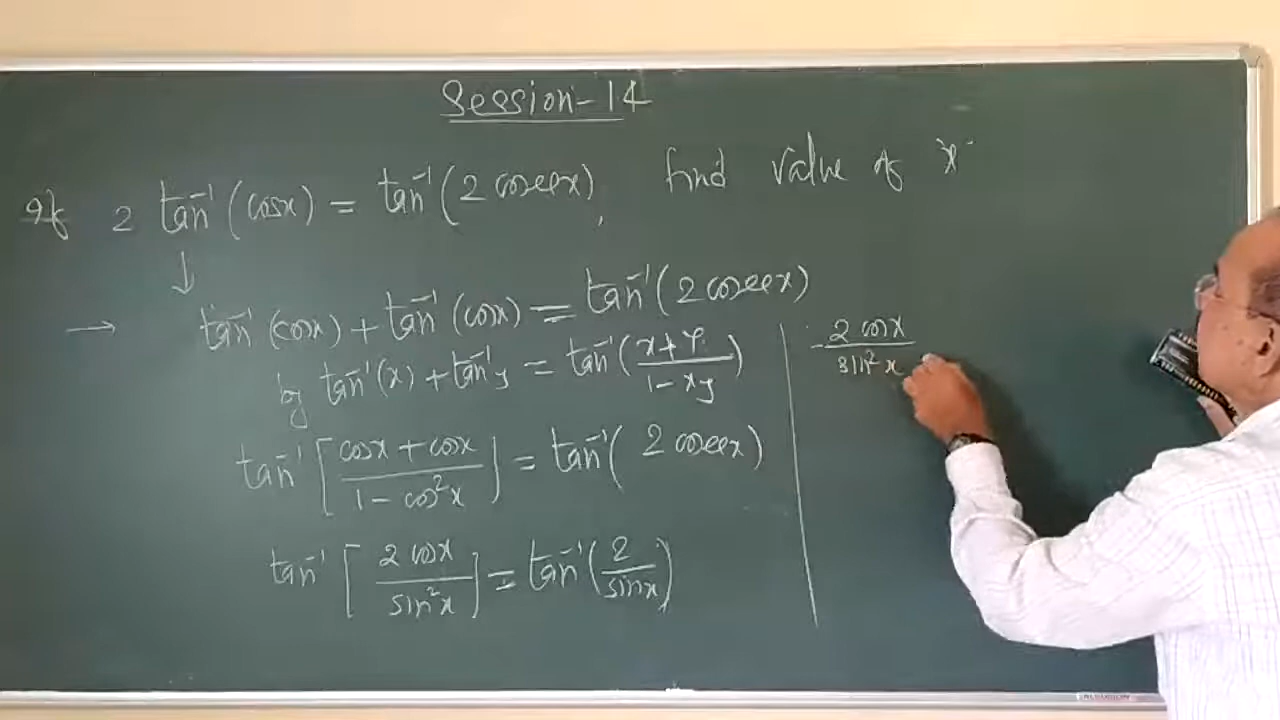 Session-14
If 2 tan⁻¹(cosx) = tan⁻¹(2 cosecx), find value of x.
↓
→ tan⁻¹(cosx) + tan⁻¹(cosx) = tan⁻¹(2 cosecx)
by tan⁻¹(x) + tan⁻¹y = tan⁻¹((x+y)/(1-xy))
tan⁻¹[(cosx + cosx)/(1 - cos²x)] = tan⁻¹(2 cosecx)
tan⁻¹[2 cosx/sin²x] = tan⁻¹(2/sinx)
2 cosx/sin²x